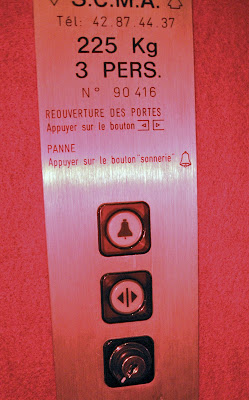 S.C.M.A.
Tél: 42.87.44.37
225 Kg
3 PERS.
N° 90416
REOUVERTURE DES PORTES
Appuyer sur le bouton
PANNE
Appuyer sur le bouton"sonnerie"